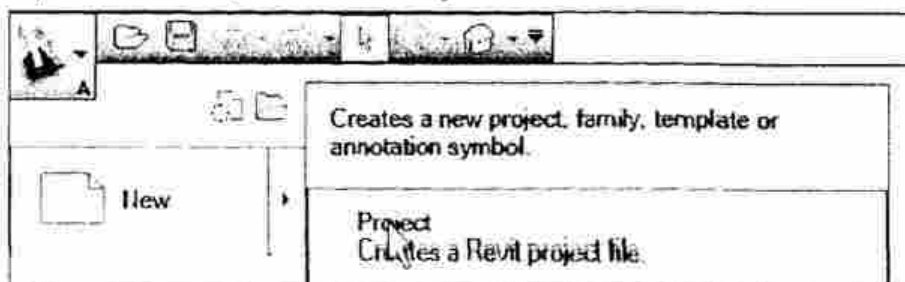 A
Creates a new project, family, template or
annotation symbol.
New
Project
Creates a Revit project file.